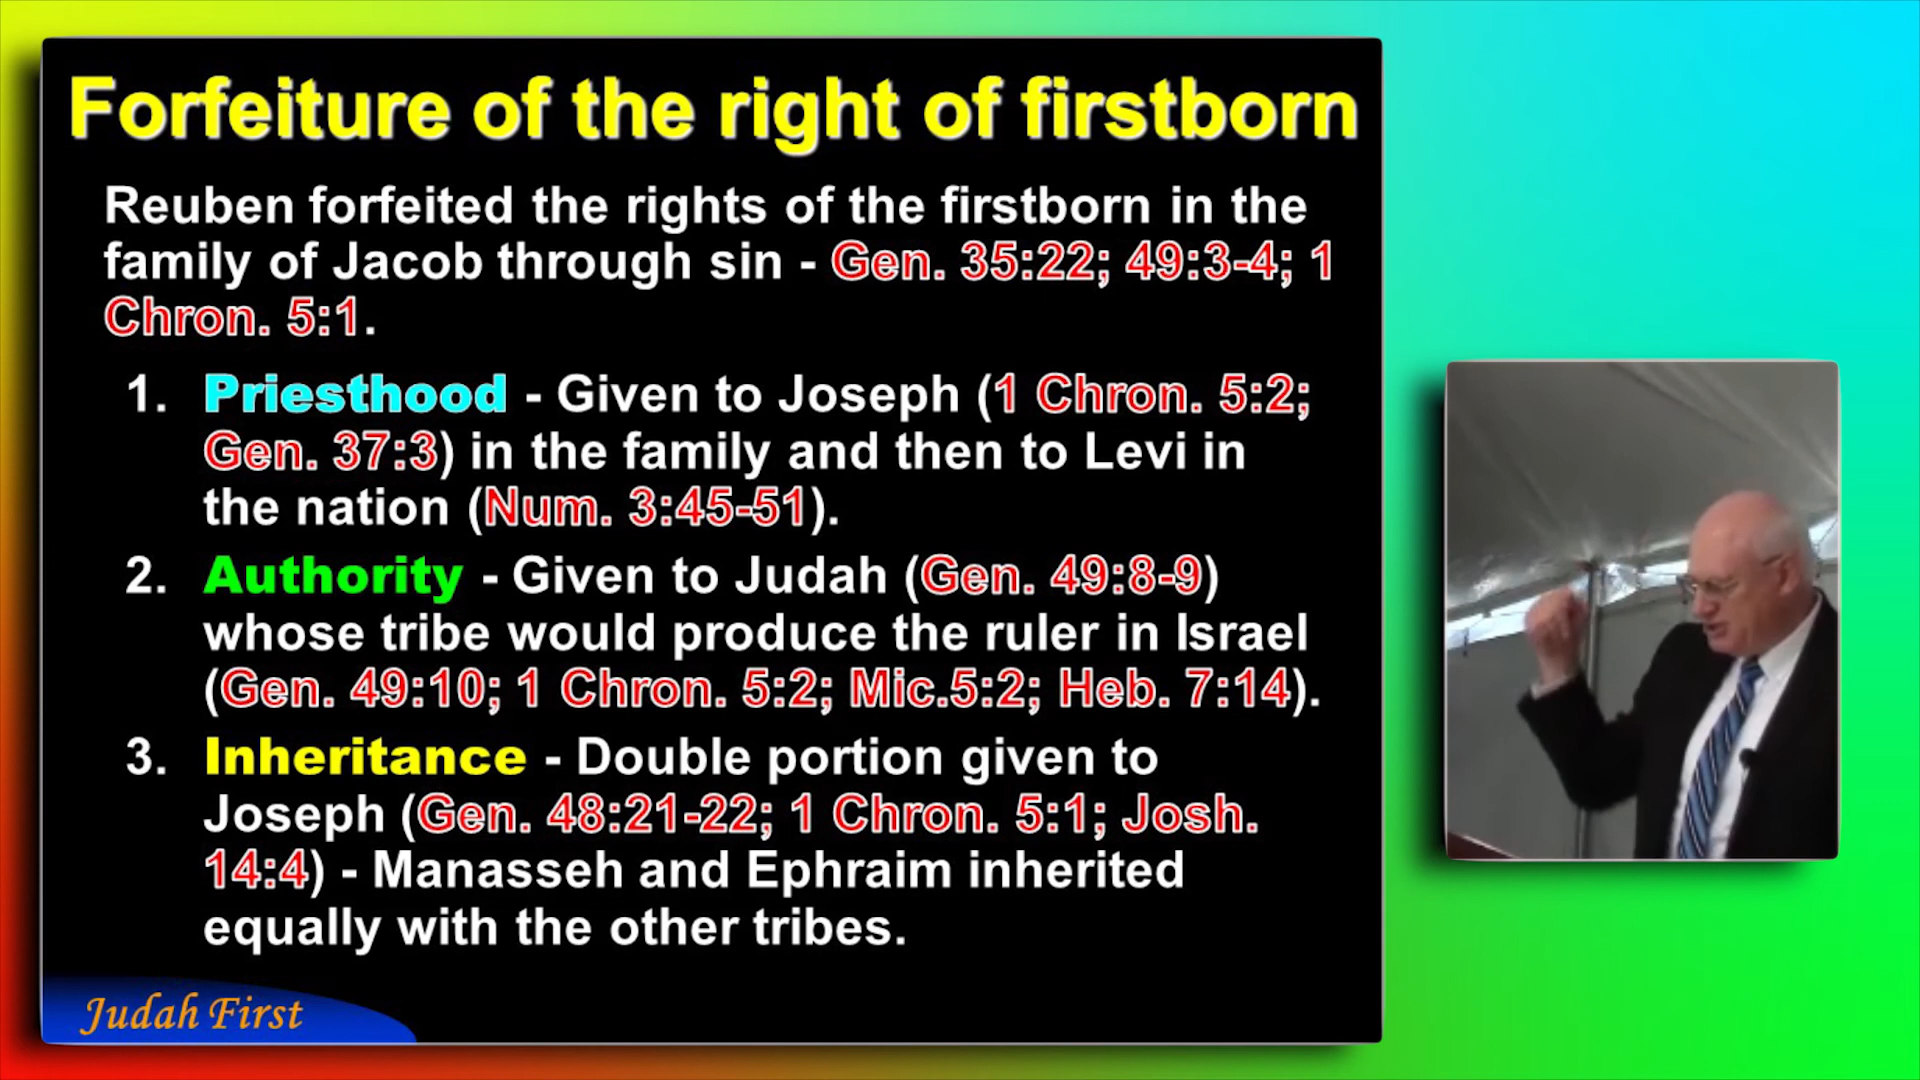 Forfeiture of the right of firstborn
Reuben forfeited the rights of the firstborn in the
family of Jacob through sin - Gen. 35:22; 49:3-4; 1
Chron. 5:1.
1. Priesthood - Given to Joseph (1 Chron. 5:2;
Gen. 37:3) in the family and then to Levi in
the nation (Num. 3:45-51).
2. Authority - Given to Judah (Gen. 49:8-9)
whose tribe would produce the ruler in Israel
(Gen. 49:10; 1 Chron. 5:2; Mic.5:2; Heb. 7:14).
3. Inheritance - Double portion given to
Joseph (Gen. 48:21-22; 1 Chron. 5:1; Josh.
14:4) - Manasseh and Ephraim inherited
equally with the other tribes.
Judah First